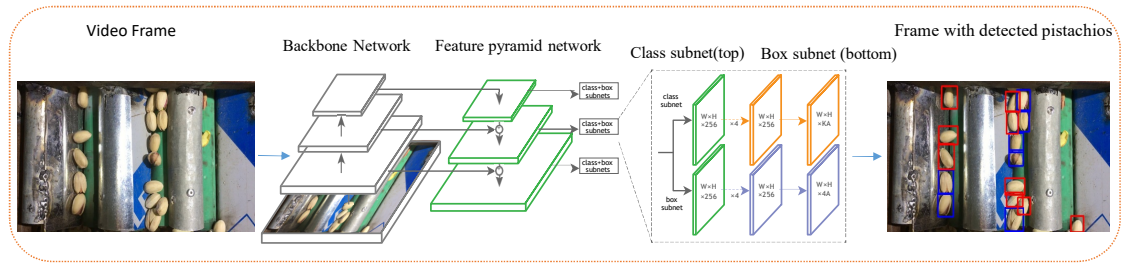 Video Frame
Backbone Network
Feature pyramid network
Class subnet(top)
Box subnet (bottom)
Frame with detected pistachios
class+box
subnets
class+box
subnets
class+box
subnets
class
subnet
W×H
×256
×4
W×H
×256
W×H
×KA
box
subnet
W×H
×256
×4
W×H
×256
W×H
×4A